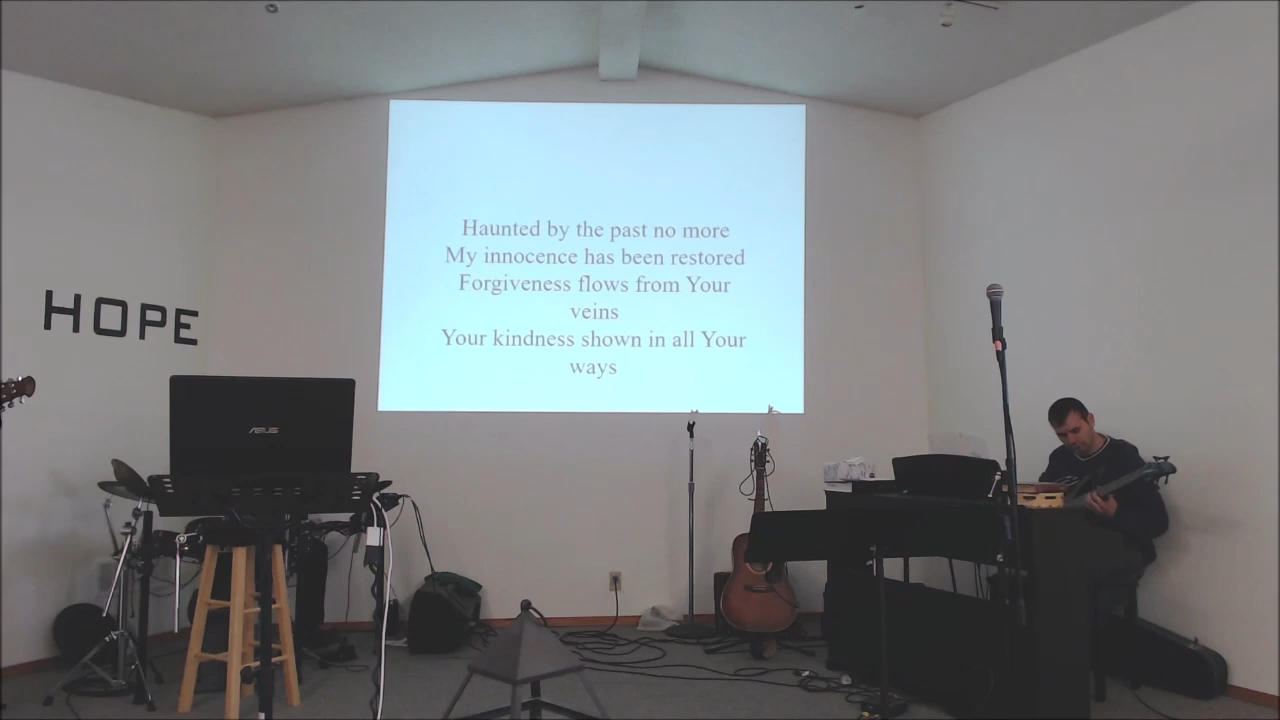 Haunted by the past no more
My innocence has been restored
Forgiveness flows from Your
veins
Your kindness shown in all Your
ways
HOPE
ASUS